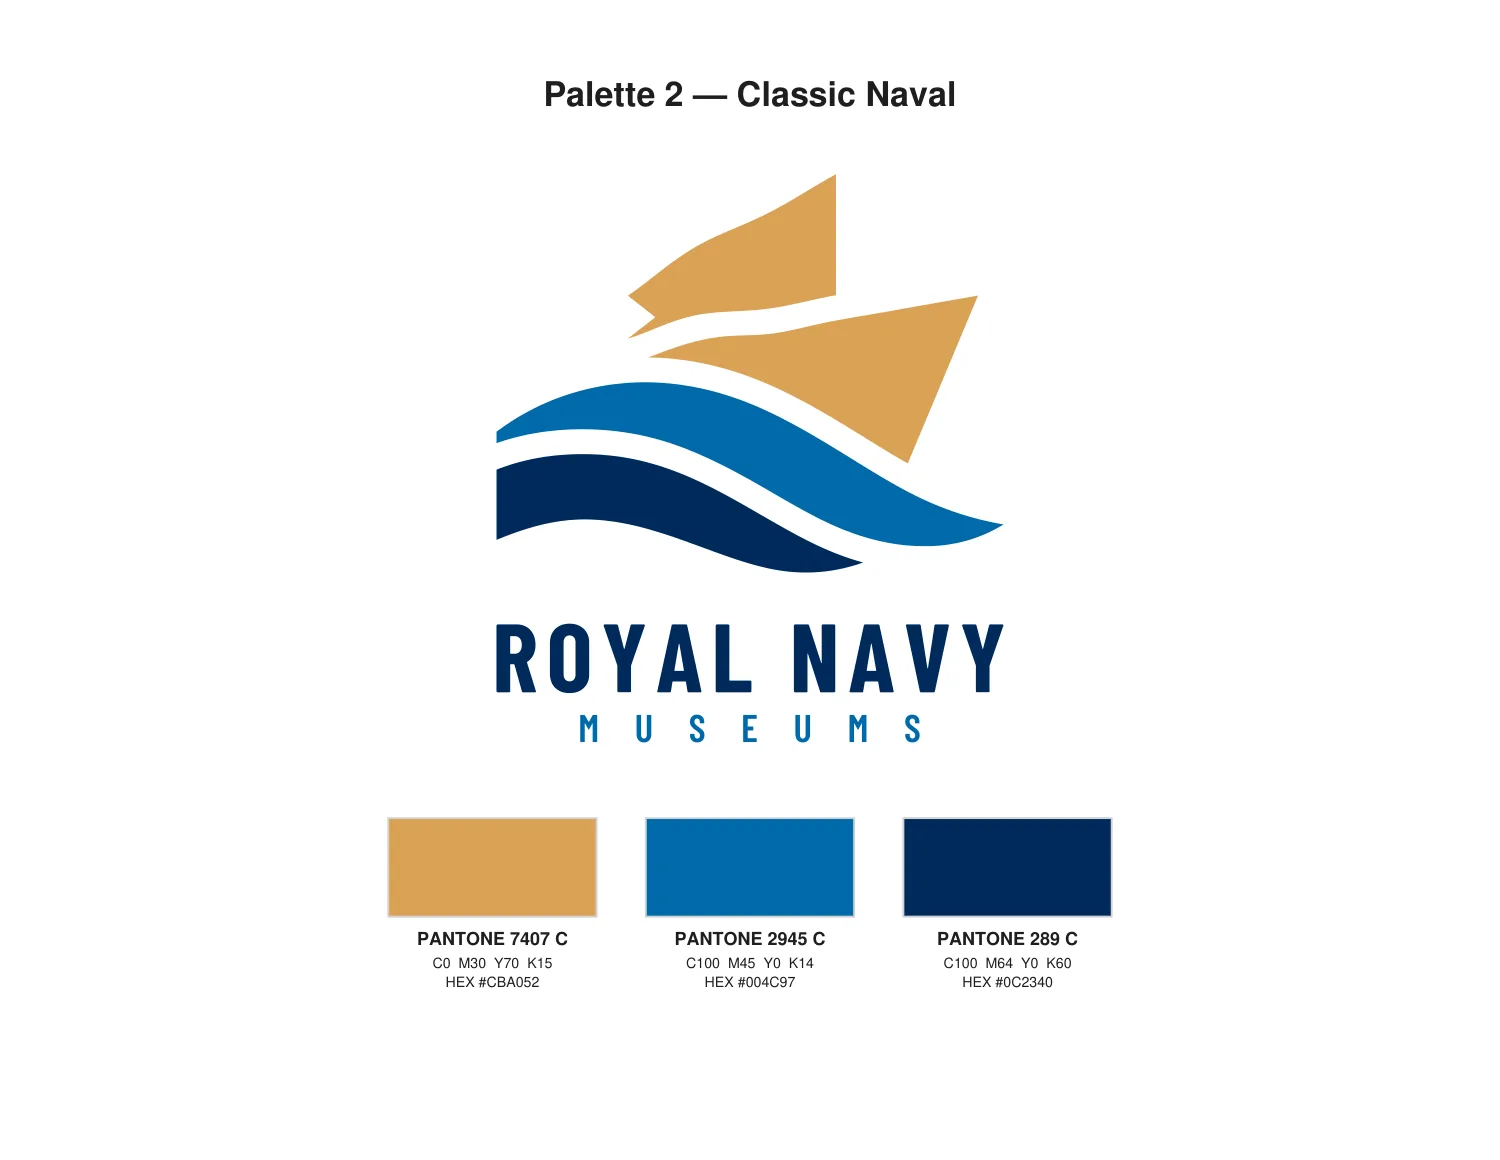 Palette 2 — Classic Naval
ROYAL NAVY
MUSEUMS
PANTONE 7407 C
C0 M30 Y70 K15
HEX #CBA052
PANTONE 2945 C
C100 M45 Y0 K14
HEX #004C97
PANTONE 289 C
C100 M64 Y0 K60
HEX #0C2340